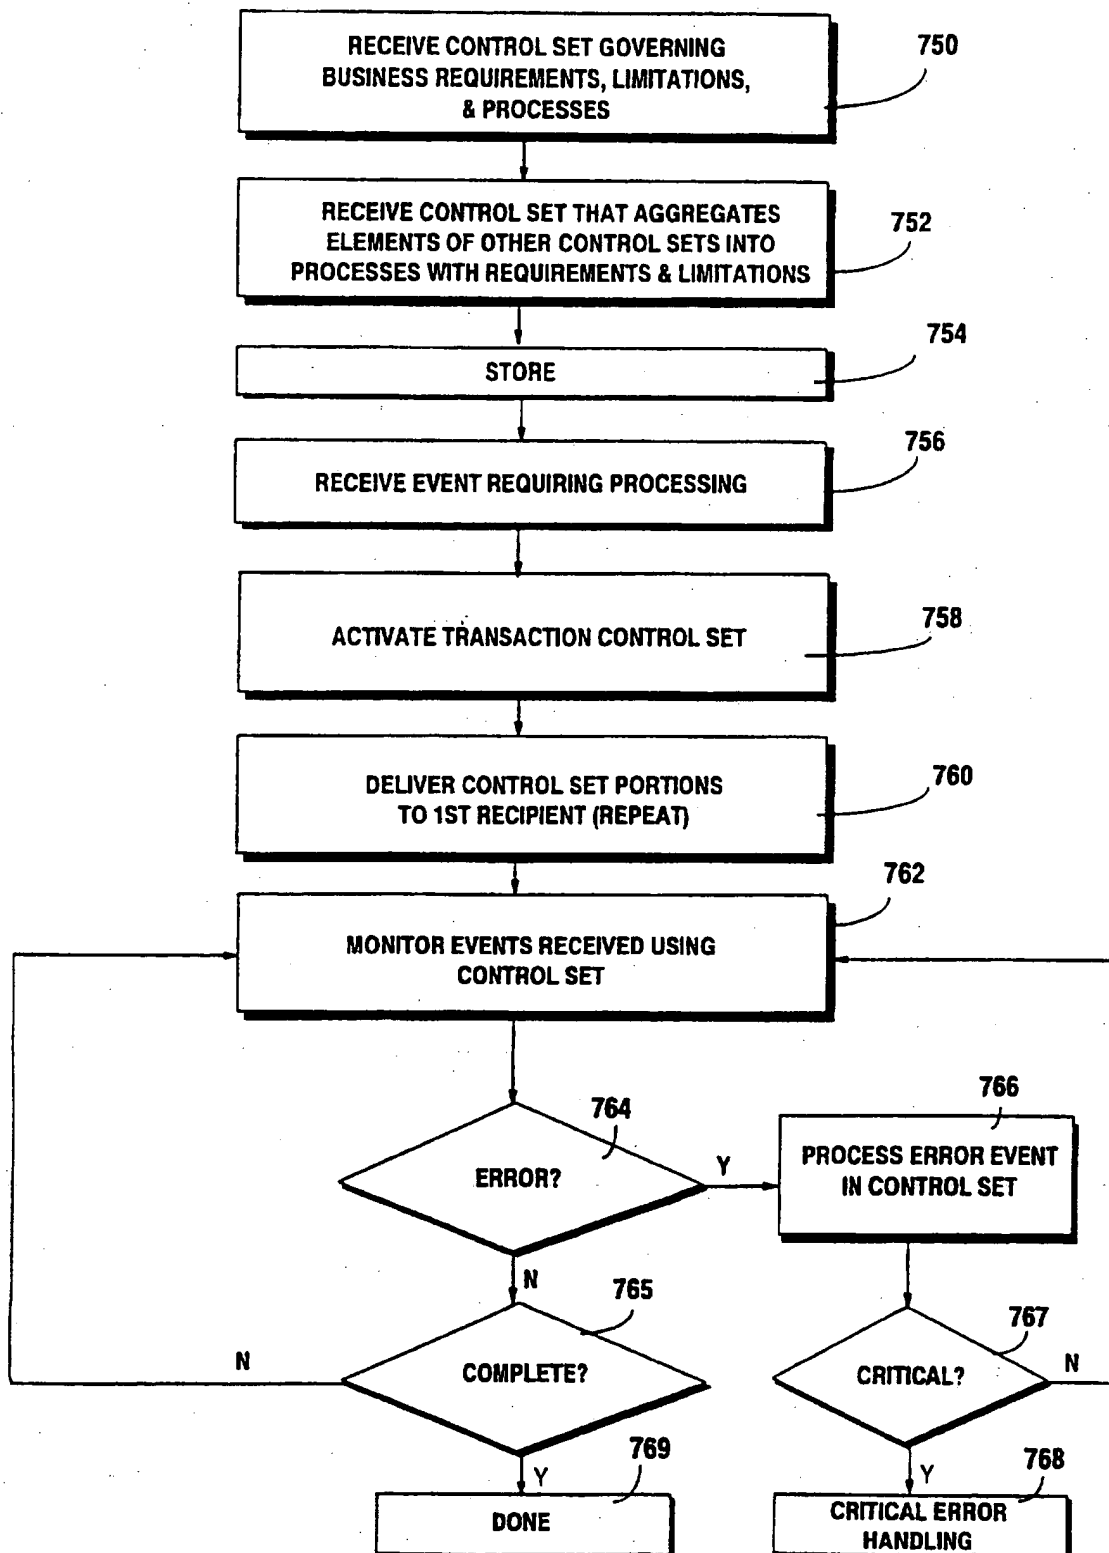 RECEIVE CONTROL SET GOVERNING
BUSINESS REQUIREMENTS, LIMITATIONS,
& PROCESSES
750
RECEIVE CONTROL SET THAT AGGREGATES
ELEMENTS OF OTHER CONTROL SETS INTO
PROCESSES WITH REQUIREMENTS & LIMITATIONS
752
STORE
754
RECEIVE EVENT REQUIRING PROCESSING
756
ACTIVATE TRANSACTION CONTROL SET
758
DELIVER CONTROL SET PORTIONS
TO 1ST RECIPIENT (REPEAT)
760
MONITOR EVENTS RECEIVED USING
CONTROL SET
762
ERROR?
764
Y
N
PROCESS ERROR EVENT
IN CONTROL SET
766
COMPLETE?
765
N
Y
CRITICAL?
767
N
Y
DONE
769
CRITICAL ERROR
HANDLING
768